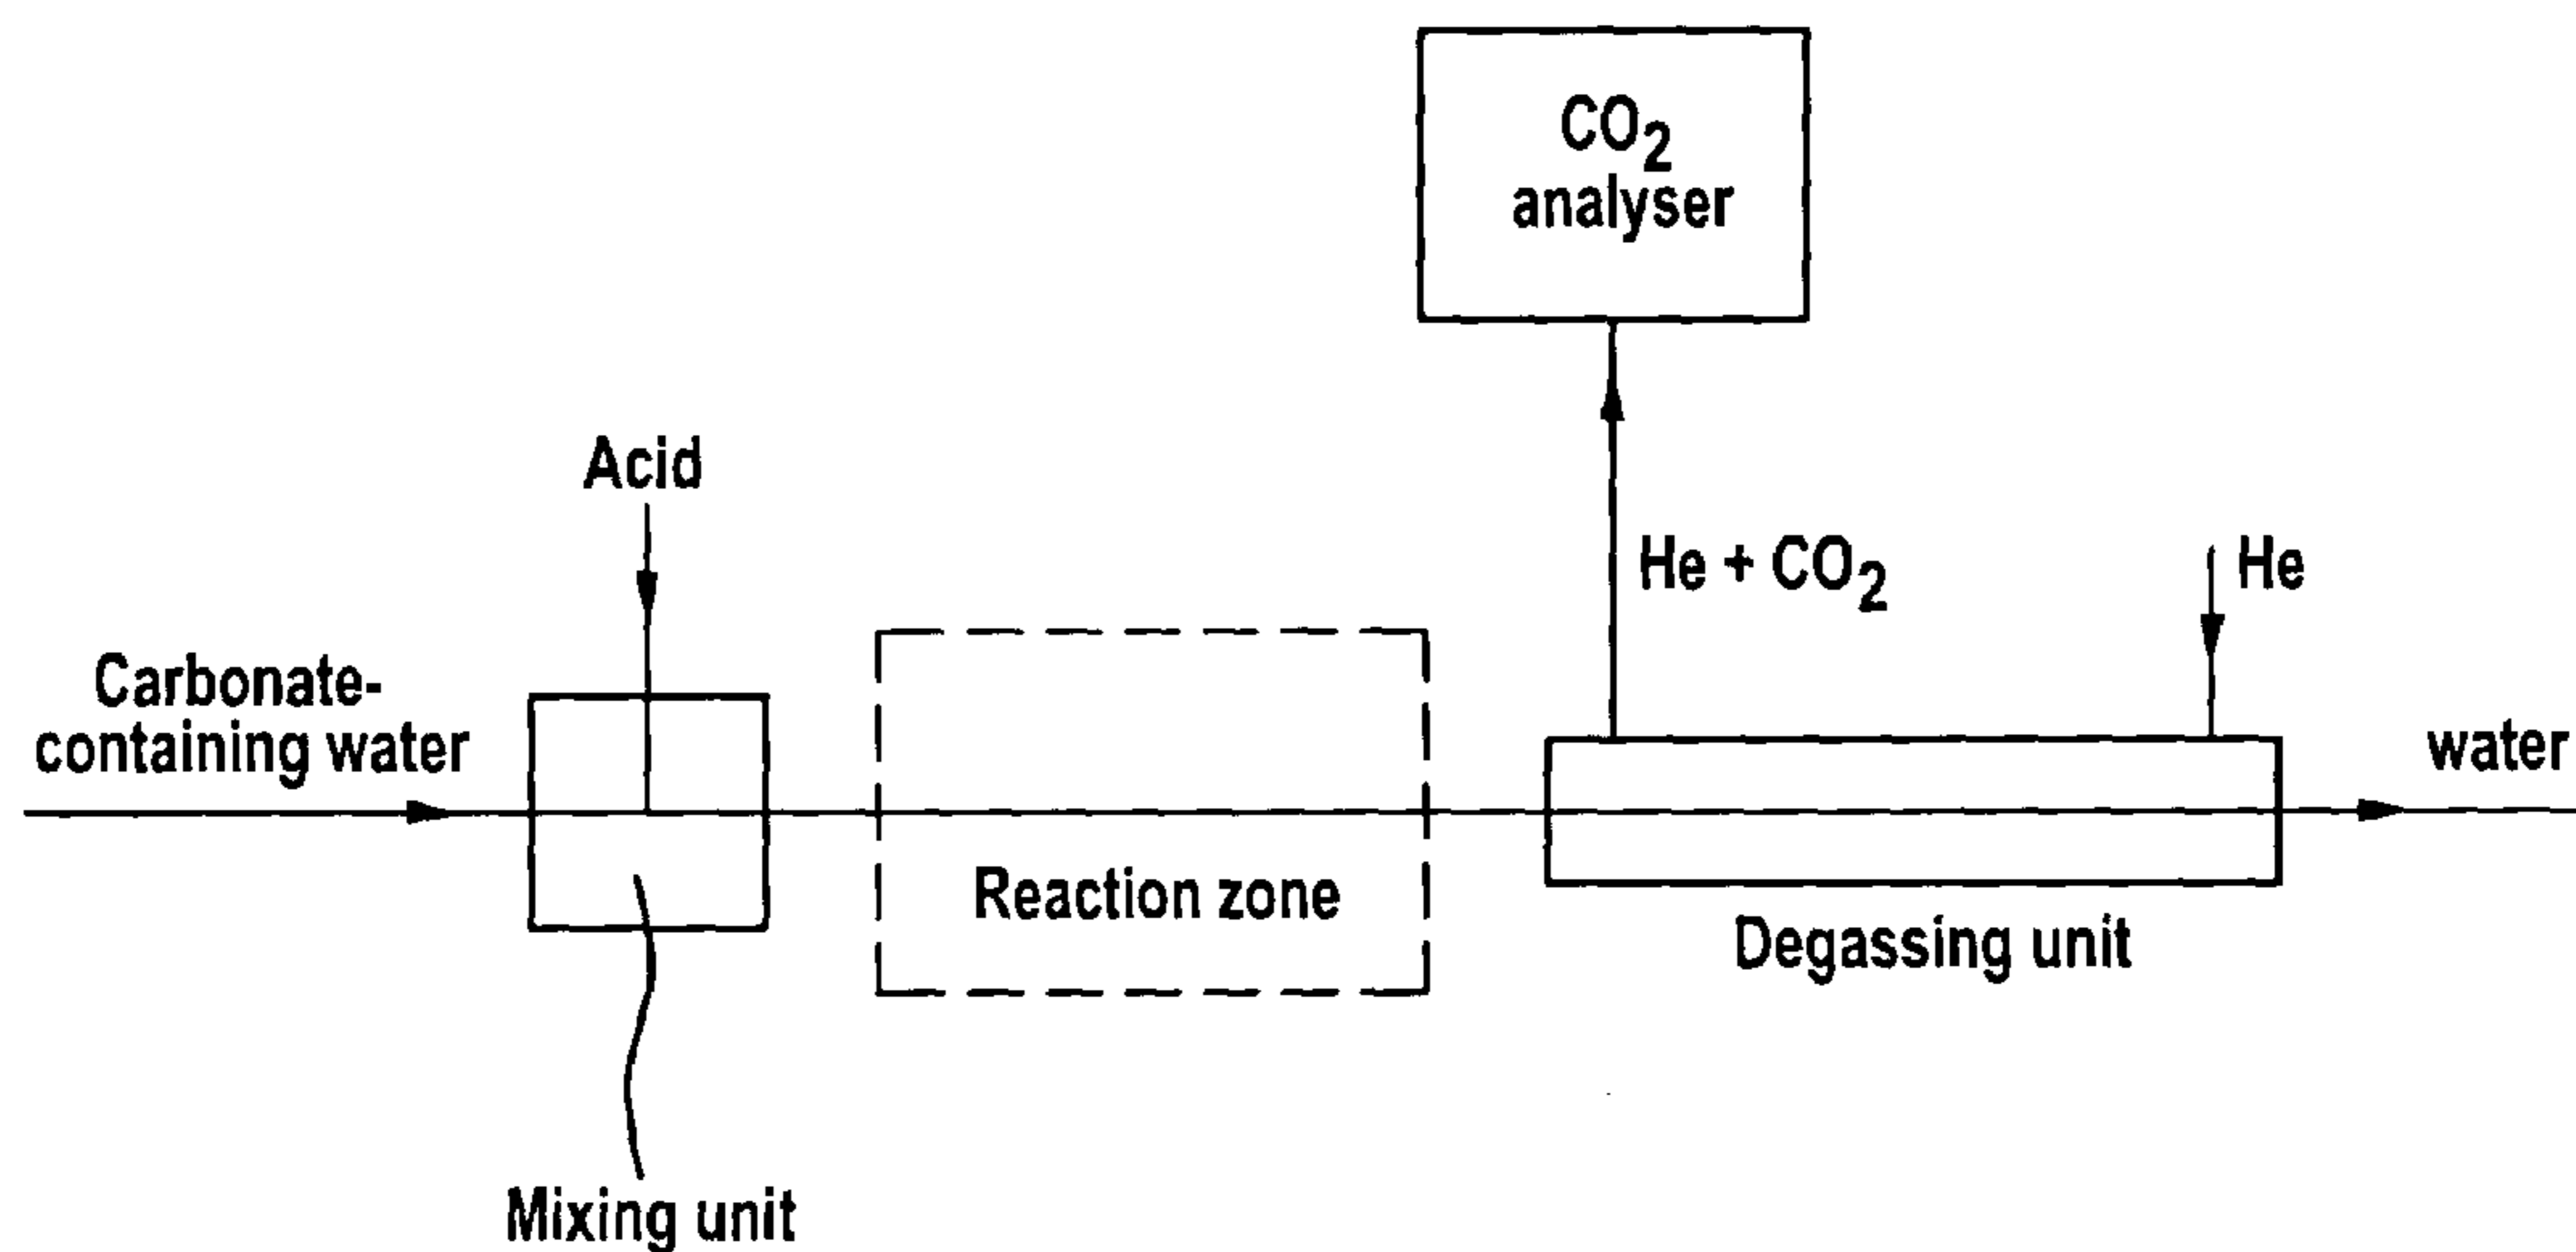 CO2
analyser
Acid
He + CO2
He
Carbonate-
containing water
water
Reaction zone
Degassing unit
Mixing unit